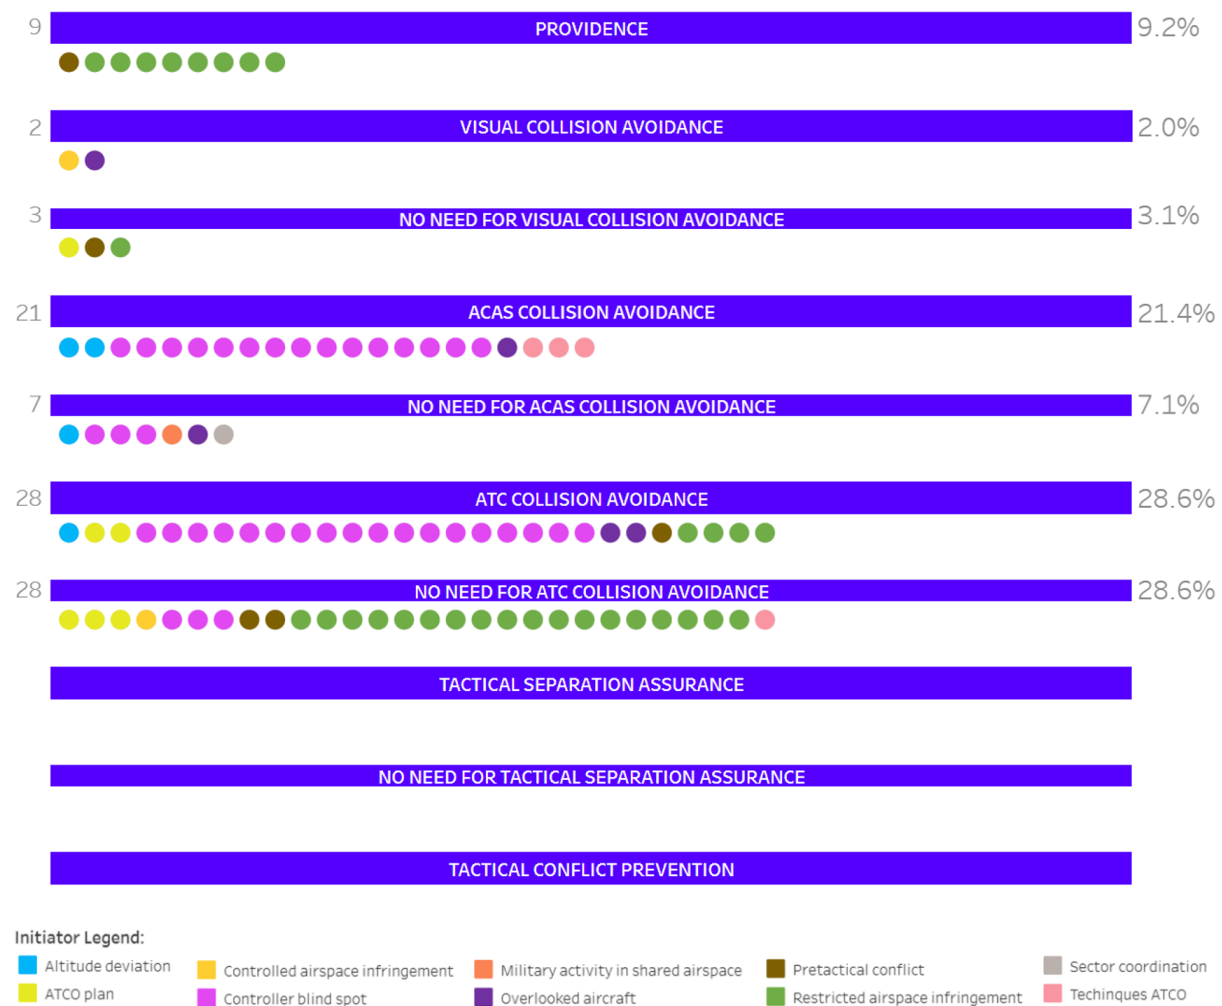 9 PROVIDENCE 9.2%
2 VISUAL COLLISION AVOIDANCE 2.0%
3 NO NEED FOR VISUAL COLLISION AVOIDANCE 3.1%
21 ACAS COLLISION AVOIDANCE 21.4%
7 NO NEED FOR ACAS COLLISION AVOIDANCE 7.1%
28 ATC COLLISION AVOIDANCE 28.6%
28 NO NEED FOR ATC COLLISION AVOIDANCE 28.6%
TACTICAL SEPARATION ASSURANCE
NO NEED FOR TACTICAL SEPARATION ASSURANCE
TACTICAL CONFLICT PREVENTION
Initiator Legend:
Altitude deviation Controlled airspace infringement Military activity in shared airspace Pretactical conflict Sector coordination
ATCO plan Controller blind spot Overlooked aircraft Restricted airspace infringement Techinques ATCO